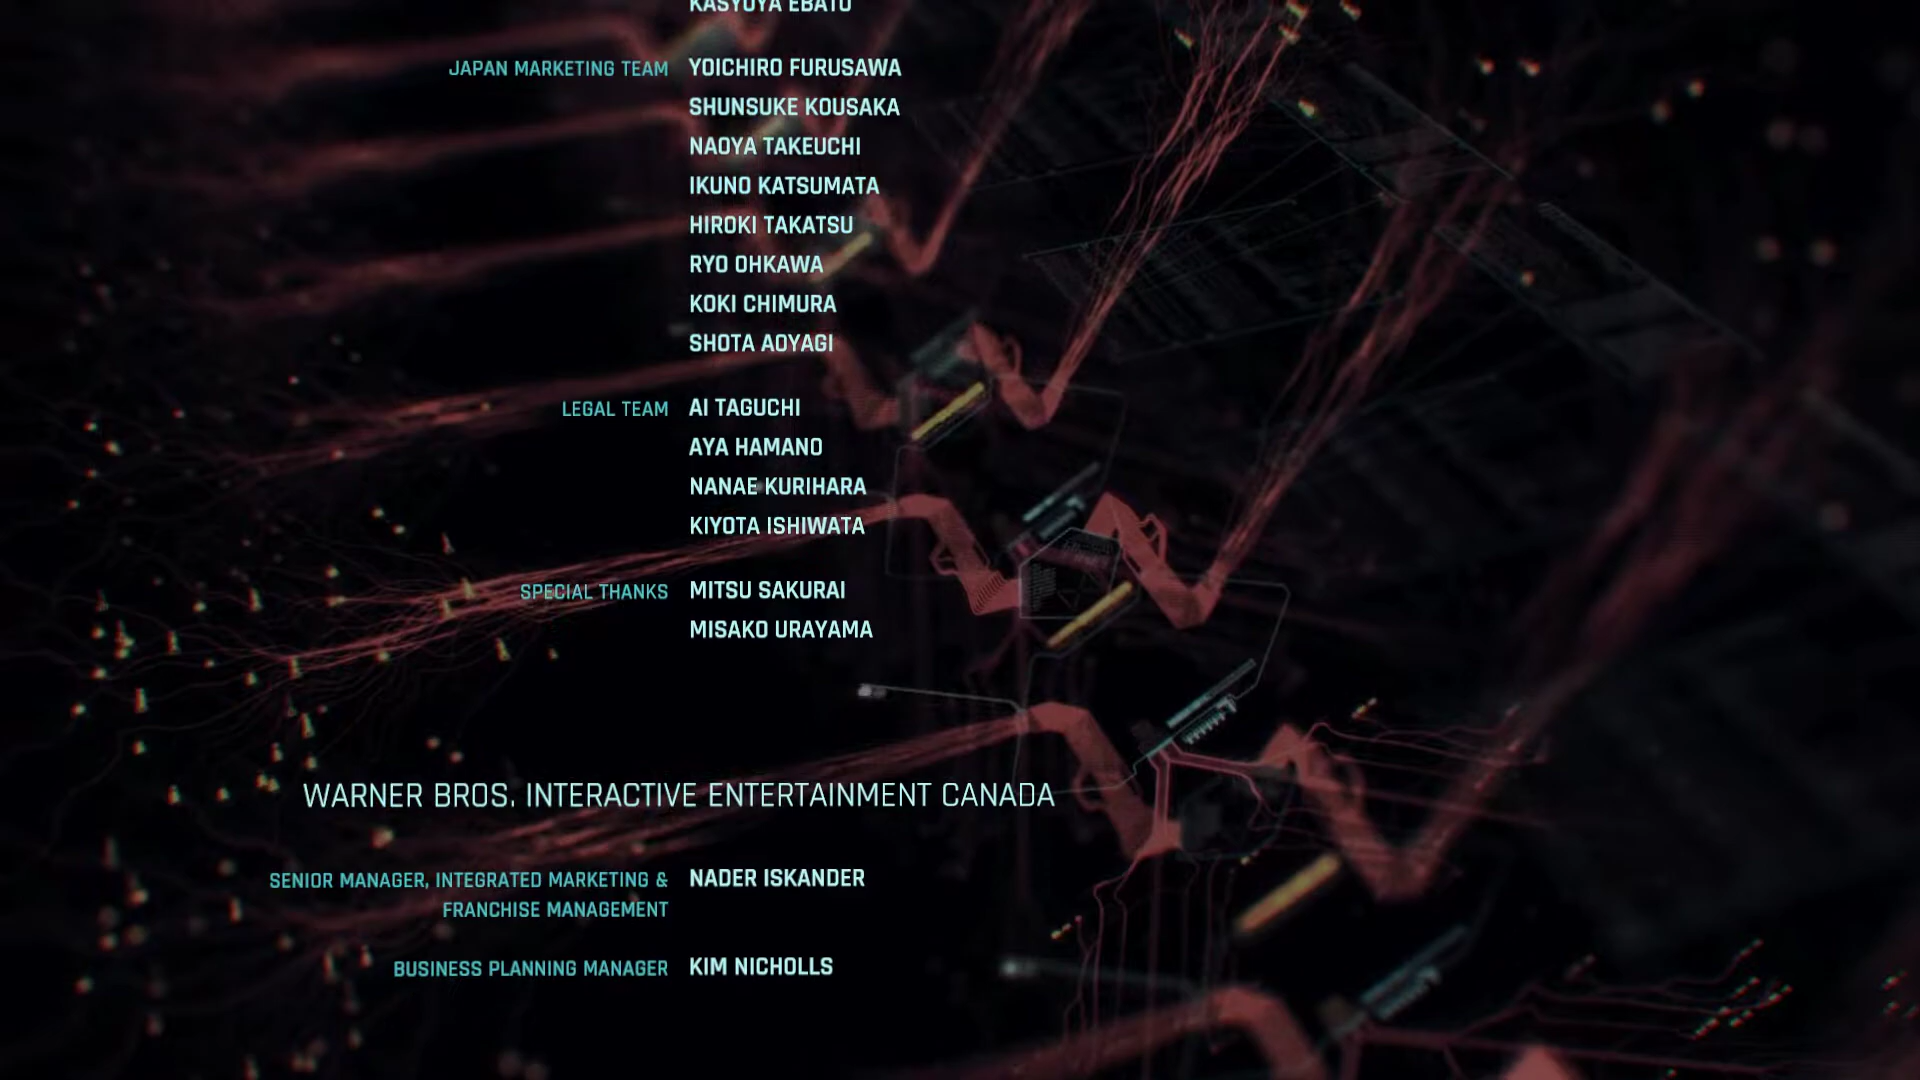 KASYUYA EBATO
JAPAN MARKETING TEAM YOICHIRO FURUSAWA
SHUNSUKE KOUSAKA
NAOYA TAKEUCHI
IKUNO KATSUMATA
HIROKI TAKATSU
RYO OHKAWA
KOKI CHIMURA
SHOTA AOYAGI
LEGAL TEAM AI TAGUCHI
AYA HAMANO
NANAE KURIHARA
KIYOTA ISHIWATA
SPECIAL THANKS MITSU SAKURAI
MISAKO URAYAMA
WARNER BROS. INTERACTIVE ENTERTAINMENT CANADA
SENIOR MANAGER, INTEGRATED MARKETING & NADER ISKANDER
FRANCHISE MANAGEMENT
BUSINESS PLANNING MANAGER KIM NICHOLLS